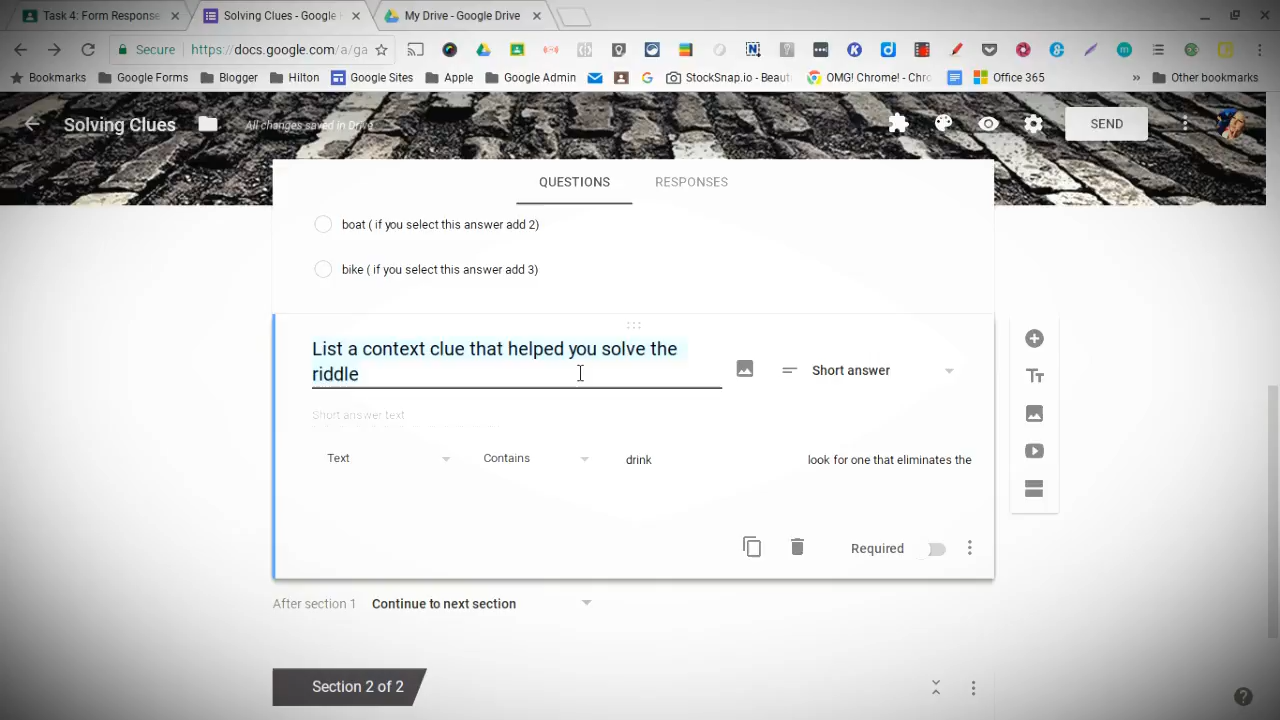 Task 4: Form Response
Solving Clues - Google
My Drive - Google Drive
Secure
https://docs.google.com/a/ga
Bookmarks
Google Forms
Blogger
Hilton
Google Sites
Apple
Google Admin
StockSnap.io - Beaut
OMG! Chrome! - Chro
Office 365
»
Other bookmarks
Solving Clues
All changes saved in Drive
SEND
QUESTIONS
RESPONSES
boat ( if you select this answer add 2)
bike ( if you select this answer add 3)
List a context clue that helped you solve the
riddle
Short answer
Short answer text
Text
Contains
drink
look for one that eliminates the
Required
After section 1
Continue to next section
Section 2 of 2